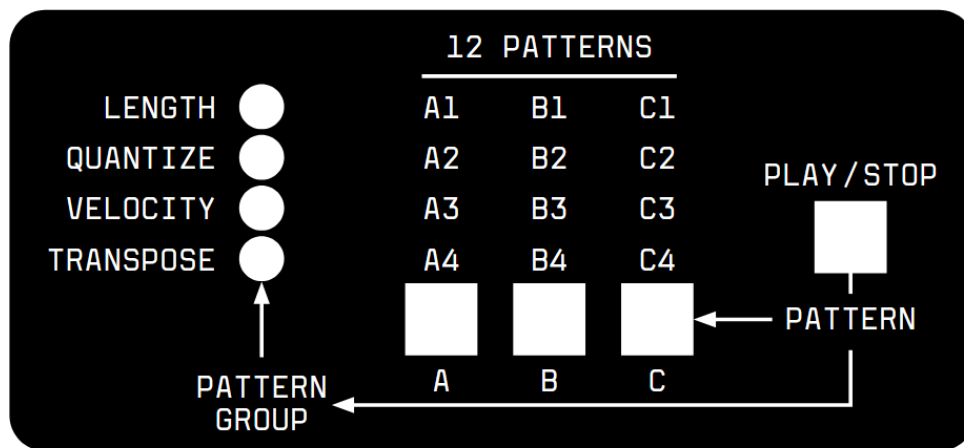 12 PATTERNS
LENGTH A1 B1 C1
QUANTIZE A2 B2 C2
PLAY/STOP
VELOCITY A3 B3 C3
TRANSPOSE A4 B4 C4
PATTERN
A B C
PATTERN
GROUP